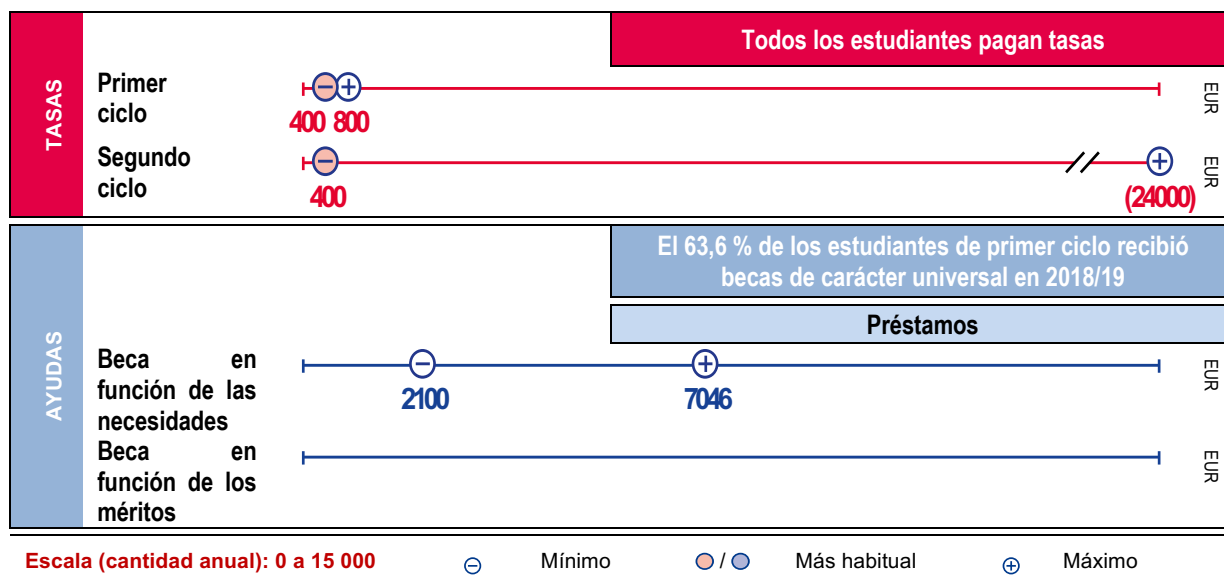 Todos los estudiantes pagan tasas
TASAS
Primer
ciclo
400 800
EUR
Segundo
ciclo
400
(24000)
EUR
El 63,6 % de los estudiantes de primer ciclo recibió
becas de carácter universal en 2018/19
Préstamos
AYUDAS
Beca en
función de las
necesidades
2100
7046
EUR
Beca en
función de los
méritos
EUR
Escala (cantidad anual): 0 a 15 000 Mínimo / Más habitual Máximo